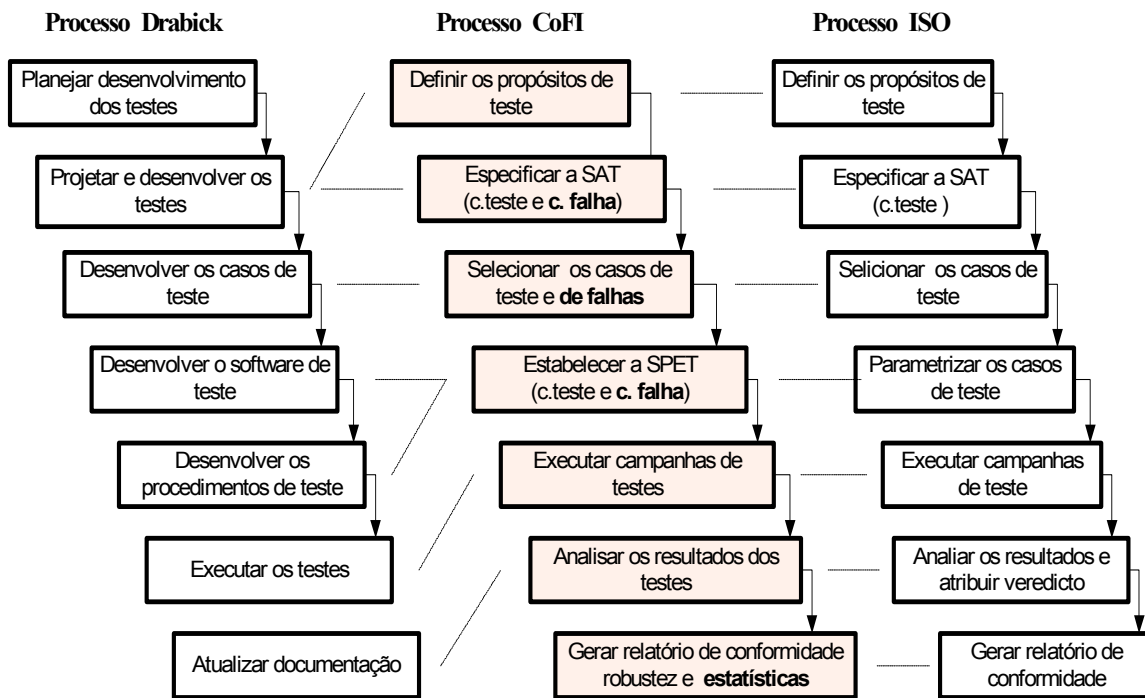 Processo Drabick
Processo CoFI
Processo ISO
Planejar desenvolvimento
dos testes
Definir os propósitos de
teste
Definir os propósitos de
teste
Projetar e desenvolver os
testes
Especificar a SAT
(c.teste e c. falha)
Especificar a SAT
(c.teste )
Desenvolver os casos de
teste
Selecionar os casos de
teste e de falhas
Selicionar os casos de
teste
Desenvolver o software de
teste
Estabelecer a SPET
(c.teste e c. falha)
Parametrizar os casos
de teste
Desenvolver os
procedimentos de teste
Executar campanhas de
testes
Executar campanhas
de teste
Executar os testes
Analisar os resultados dos
testes
Analiar os resultados e
atribuir veredicto
Atualizar documentação
Gerar relatório de conformidade
robustez e estatísticas
Gerar relatório de
conformidade